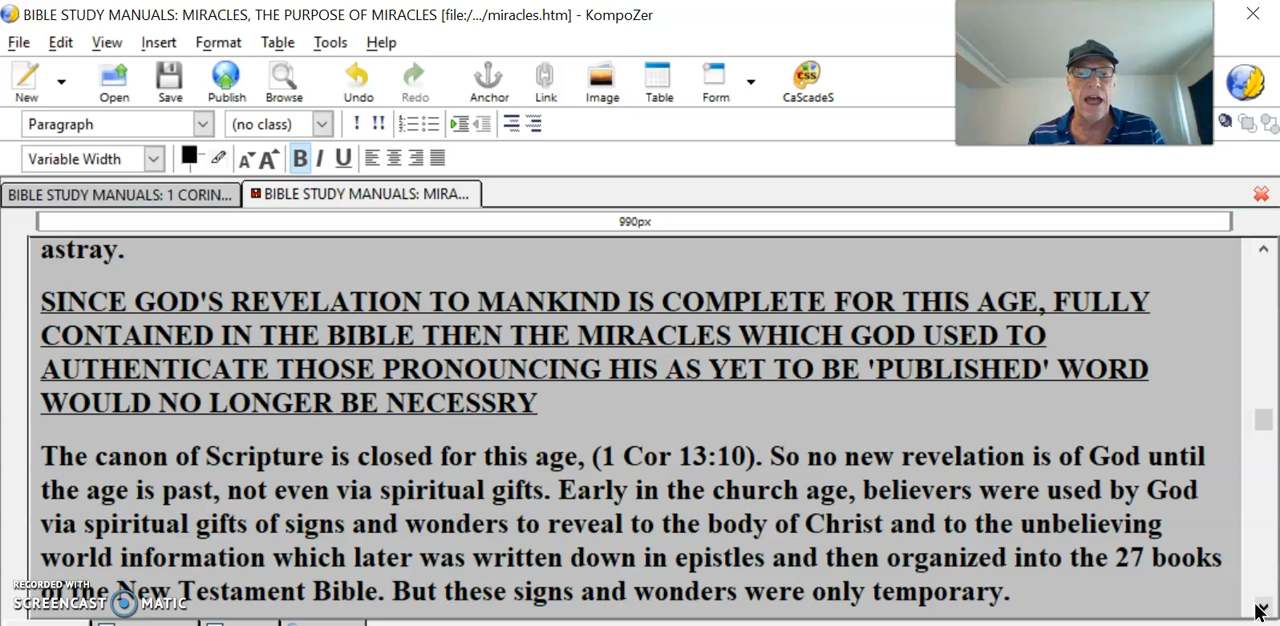 BIBLE STUDY MANUALS: MIRACLES, THE PURPOSE OF MIRACLES [file:/.../miracles.htm] - KompoZer
File Edit View Insert Format Table Tools Help
New Open Save Publish Browse Undo Redo Anchor Link Image Table Form CaScadeS
Paragraph (no class) ! !!
Variable Width A A B I U
BIBLE STUDY MANUALS: 1 CORIN... BIBLE STUDY MANUALS: MIRA...
990px
astray.
SINCE GOD'S REVELATION TO MANKIND IS COMPLETE FOR THIS AGE, FULLY
CONTAINED IN THE BIBLE THEN THE MIRACLES WHICH GOD USED TO
AUTHENTICATE THOSE PRONOUNCING HIS AS YET TO BE 'PUBLISHED' WORD
WOULD NO LONGER BE NECESSRY
The canon of Scripture is closed for this age, (1 Cor 13:10). So no new revelation is of God until
the age is past, not even via spiritual gifts. Early in the church age, believers were used by God
via spiritual gifts of signs and wonders to reveal to the body of Christ and to the unbelieving
world information which later was written down in epistles and then organized into the 27 books
of the New Testament Bible. But these signs and wonders were only temporary.
RECORDED WITH
SCREENCAST MATIC